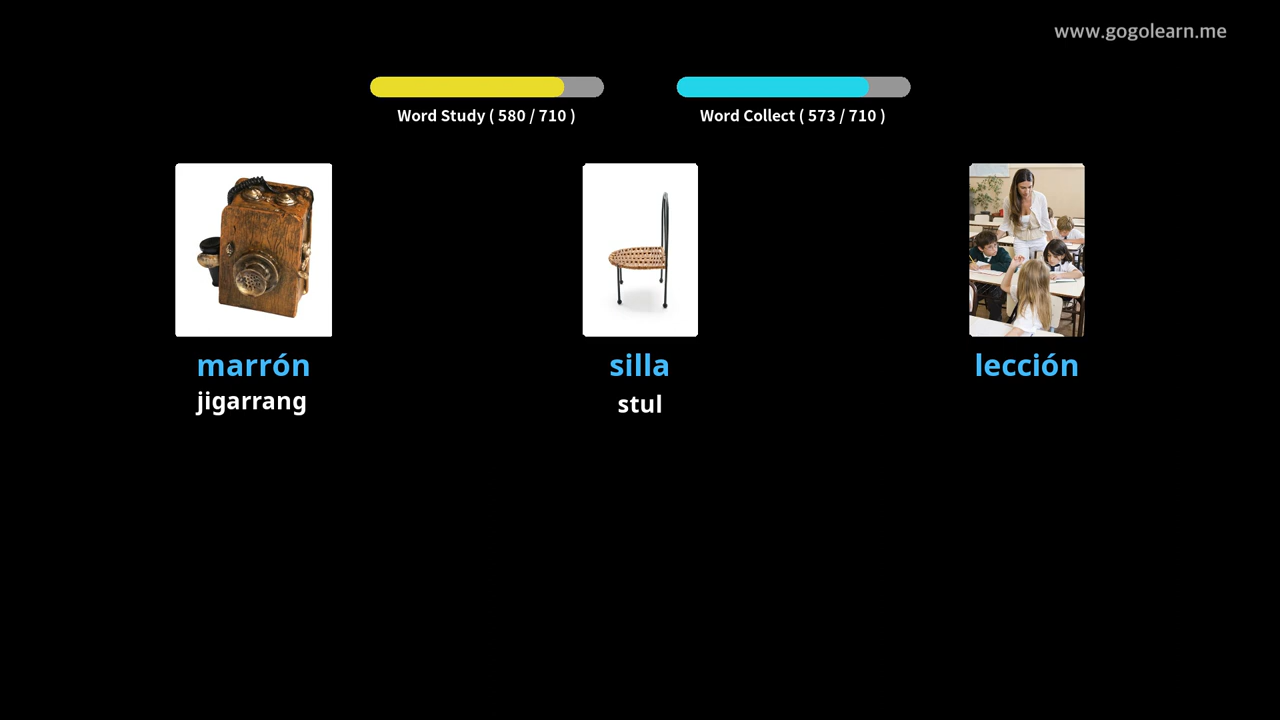 www.gogolearn.me
Word Study ( 580 / 710 )
Word Collect ( 573 / 710 )
marrón
jigarrang
silla
stul
lección